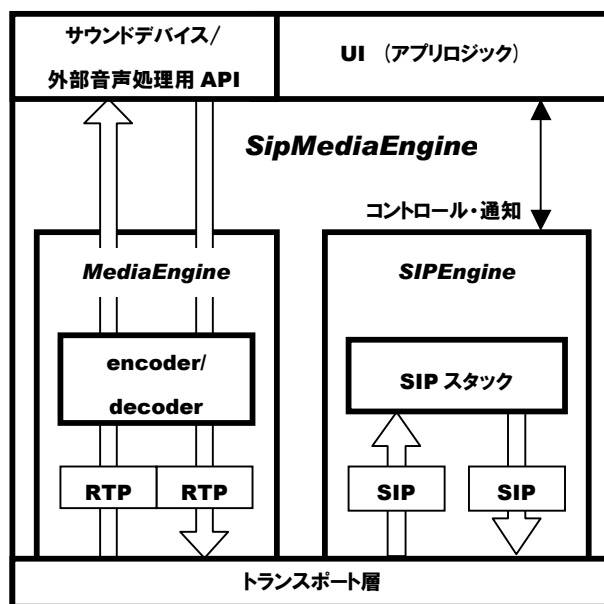 サウンドデバイス/
外部音声処理用 API
UI （アプリロジック）
SipMediaEngine
コントロール・通知
MediaEngine
SIPEngine
encoder/
decoder
SIP スタック
RTP
RTP
SIP
SIP
トランスポート層